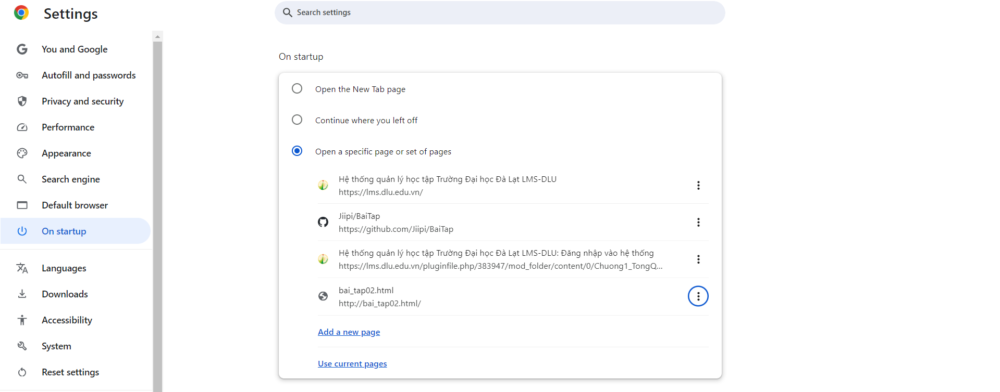 Settings
Search settings
You and Google
Autofill and passwords
Privacy and security
Performance
Appearance
Search engine
Default browser
On startup
Languages
Downloads
Accessibility
System
Reset settings
On startup
Open the New Tab page
Continue where you left off
Open a specific page or set of pages
Hệ thống quản lý học tập Trường Đại học Đà Lạt LMS-DLU
https://lms.dlu.edu.vn/
Jiipi/BaiTap
https://github.com/Jiipi/BaiTap
Hệ thống quản lý học tập Trường Đại học Đà Lạt LMS-DLU: Đăng nhập vào hệ thống
https://lms.dlu.edu.vn/pluginfile.php/383947/mod_folder/content/0/Chuong1_TongQ...
bai_tap02.html
http://bai_tap02.html/
Add a new page
Use current pages